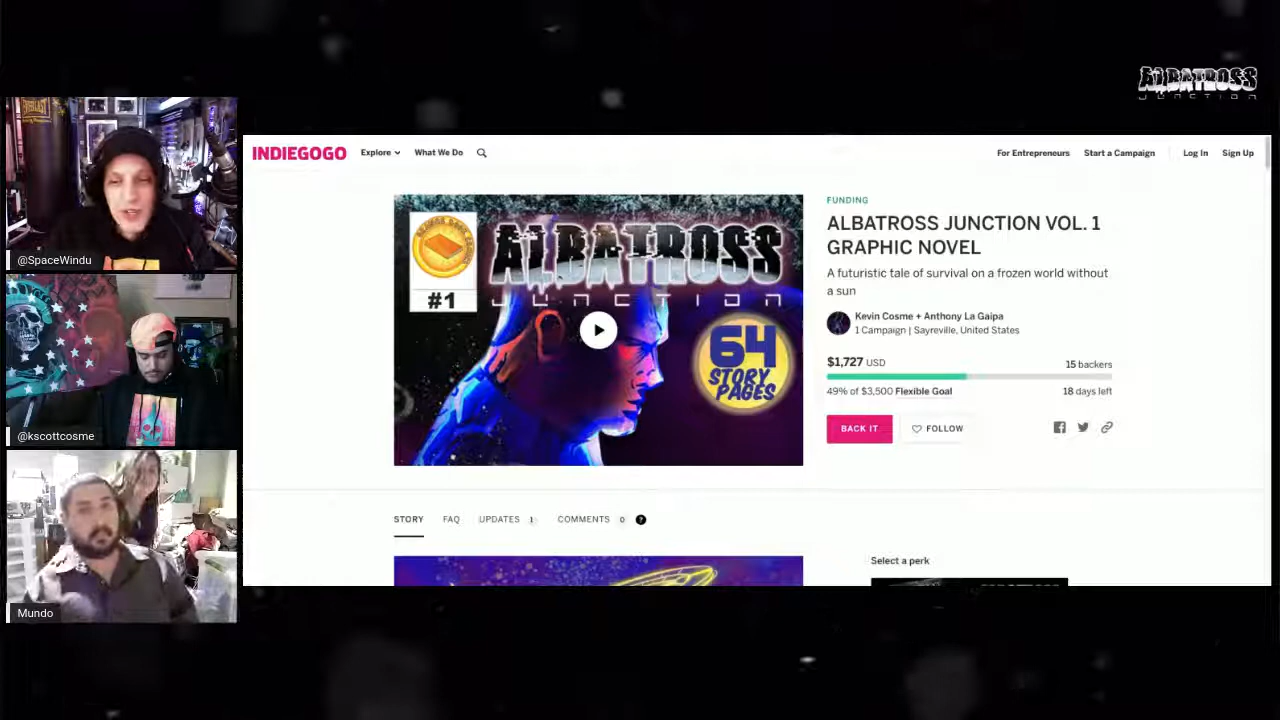 ALBATROSS
JUNCTION
INDIEGOGO
Explore
What We Do
For Entrepreneurs
Start a Campaign
Log In
Sign Up
@SpaceWindu
@kscottcosme
Mundo
#1
ALBATROSS
JUNCTION
64
STORY
PAGES
FUNDING
ALBATROSS JUNCTION VOL. 1
GRAPHIC NOVEL
A futuristic tale of survival on a frozen world without
a sun
Kevin Cosme + Anthony La Gaipa
1 Campaign | Sayreville, United States
$1,727 USD
15 backers
49% of $3,500 Flexible Goal
18 days left
BACK IT
FOLLOW
STORY
FAQ
UPDATES 1
COMMENTS 0 ?
Select a perk